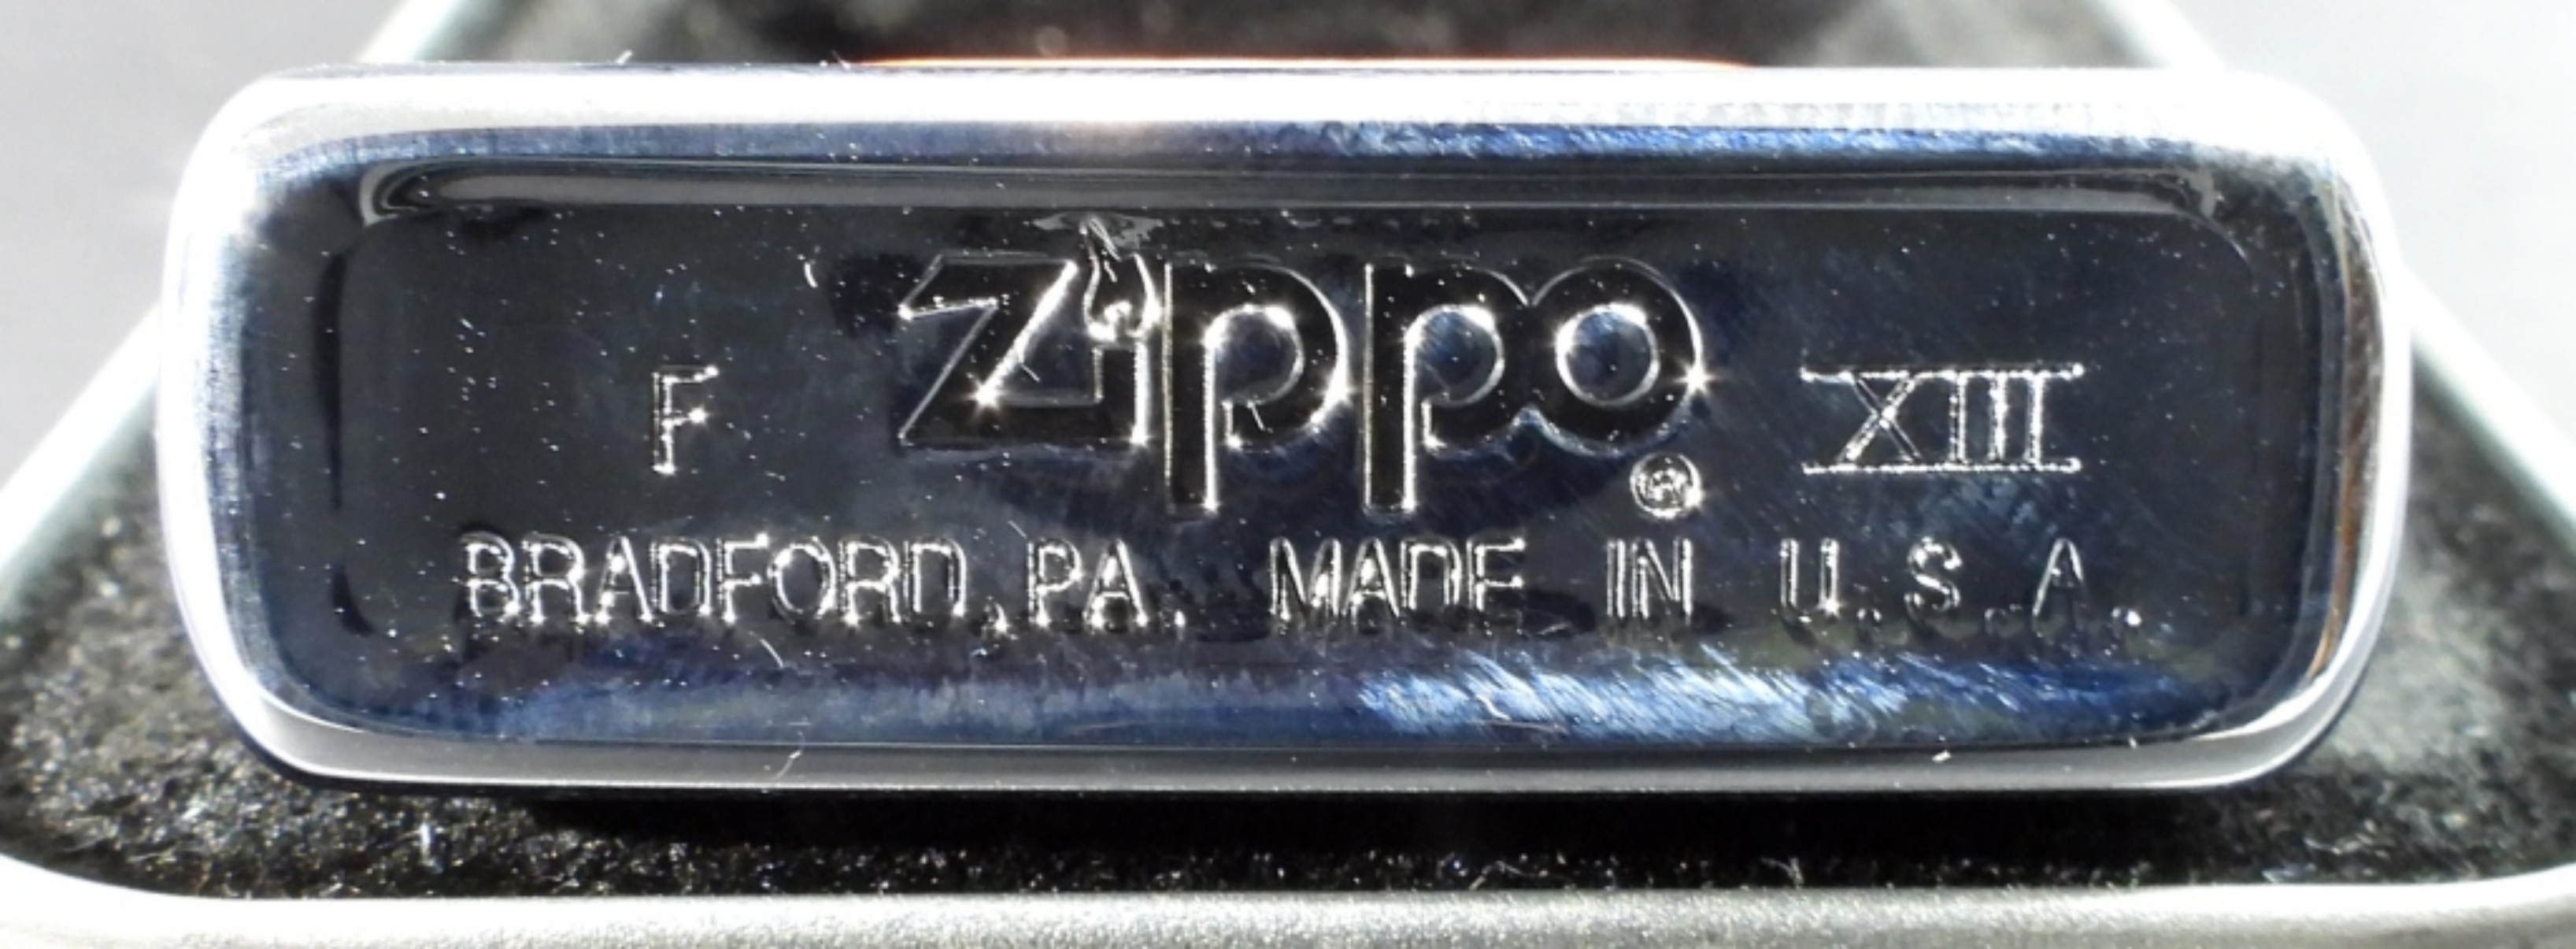 F Zippo ® XIII
BRADFORD, PA. MADE IN U.S.A.